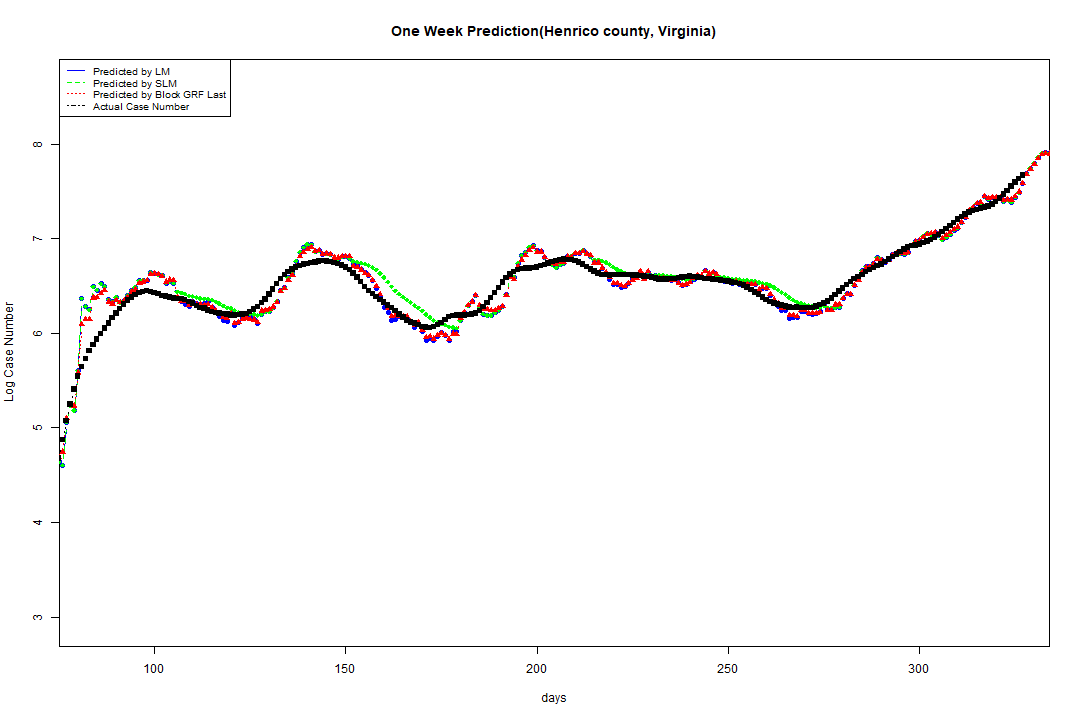 One Week Prediction(Henrico county, Virginia)
Predicted by LM
Predicted by SLM
Predicted by Block GRF Last
Actual Case Number
Log Case Number
8
7
6
5
4
3
100 150 200 250 300
days